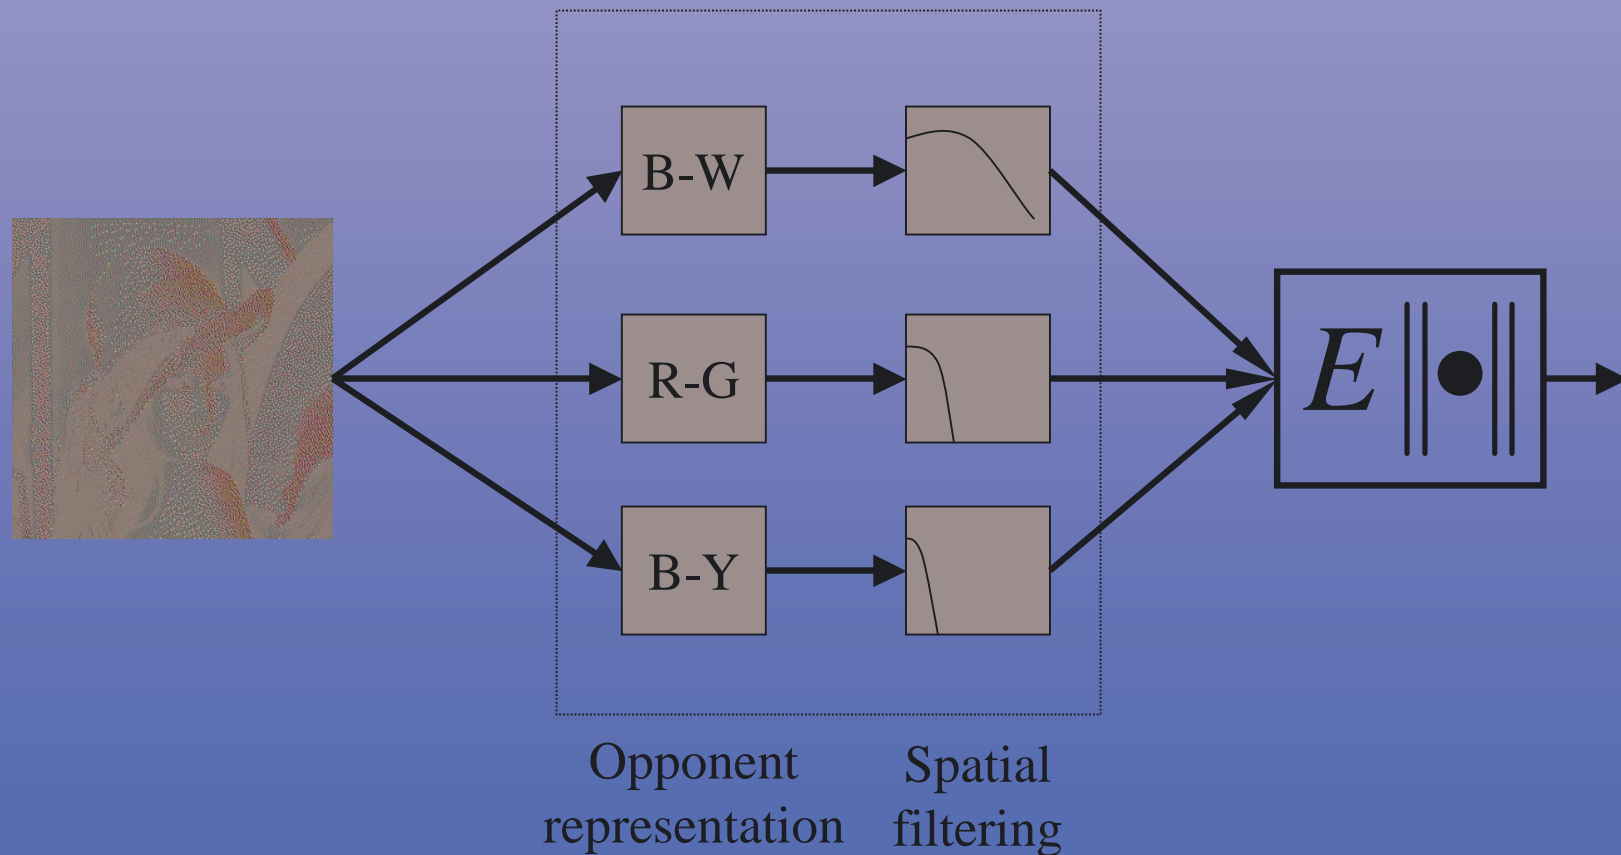 B-W
R-G
B-Y
E||●||
Opponent
representation
Spatial
filtering